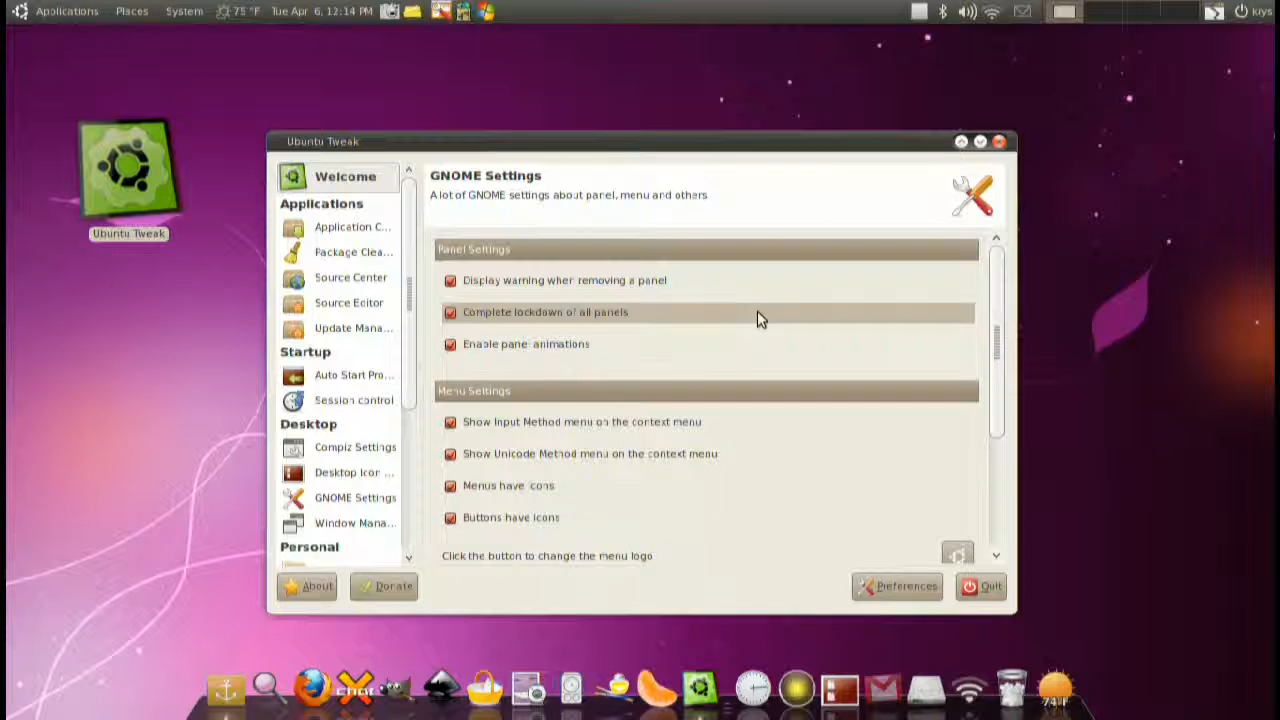 Applications Places System 75 °F Tue Apr 6, 12:14 PM kiys
Ubuntu Tweak
Ubuntu Tweak
Welcome
Applications
Application C...
Package Clea...
Source Center
Source Editor
Update Mana...
Startup
Auto Start Pro...
Session control
Desktop
Compiz Settings
Desktop Icon ...
GNOME Settings
Window Mana...
Personal
GNOME Settings
A lot of GNOME settings about panel, menu and others
Panel Settings
Display warning when removing a panel
Complete lockdown of all panels
Enable panel animations
Menu Settings
Show Input Method menu on the context menu
Show Unicode Method menu on the context menu
Menus have icons
Buttons have icons
Click the button to change the menu logo
About Donate Preferences Quit
74°F